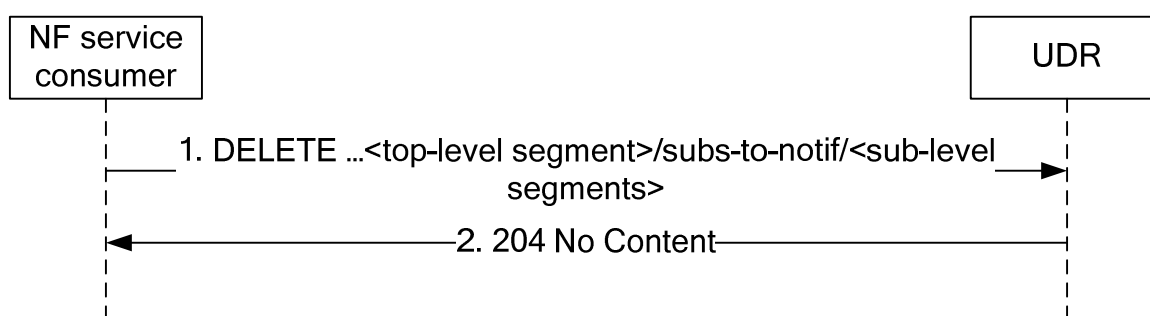 NF service
consumer
UDR
1. DELETE ...<top-level segment>/subs-to-notif/<sub-level
segments>
2. 204 No Content